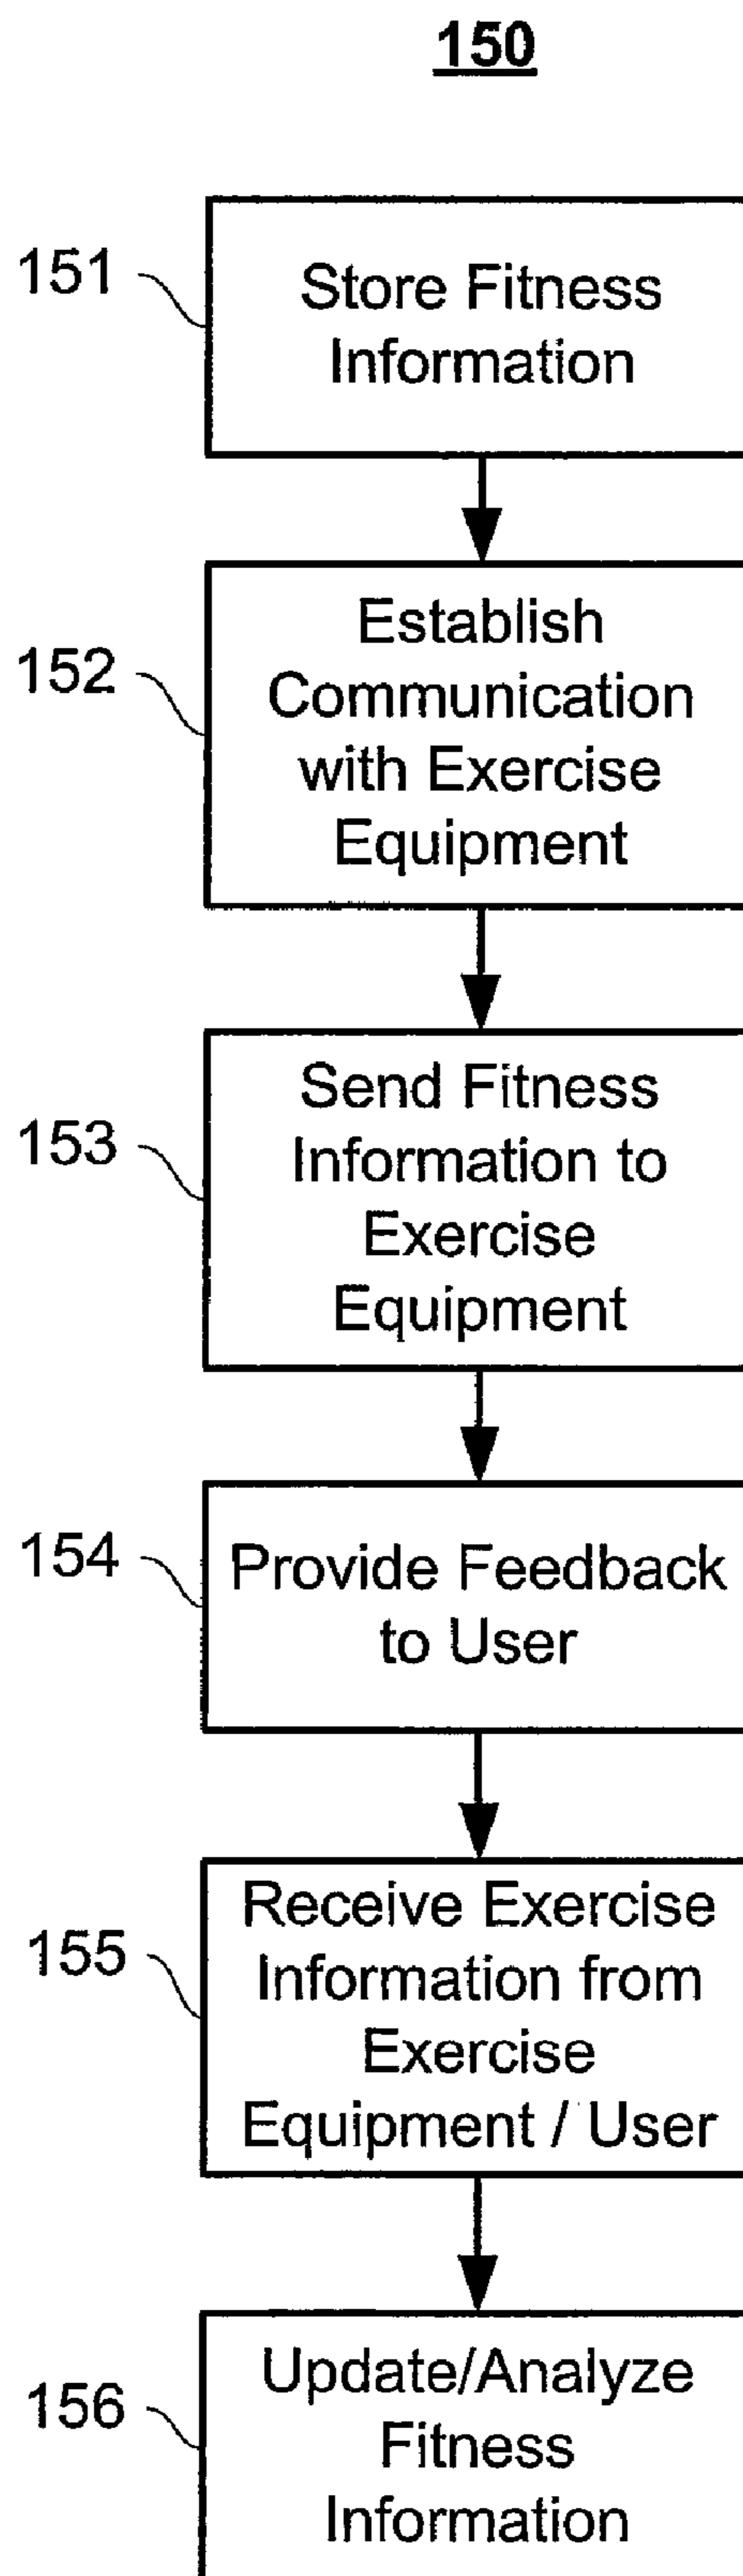 150
151
Store Fitness
Information
152
Establish
Communication
with Exercise
Equipment
153
Send Fitness
Information to
Exercise
Equipment
154
Provide Feedback
to User
155
Receive Exercise
Information from
Exercise
Equipment / User
156
Update/Analyze
Fitness
Information